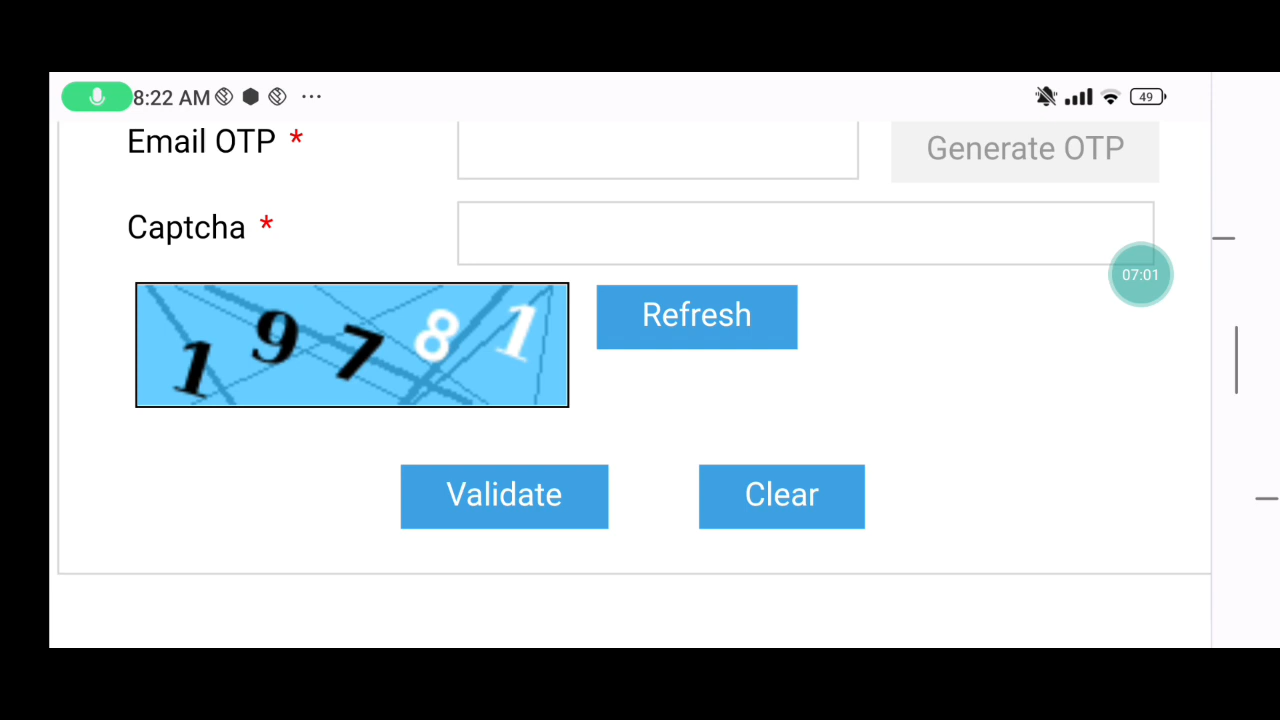 8:22 AM ...
49
Email OTP *
Generate OTP
Captcha *
07:01
19781
Refresh
Validate
Clear